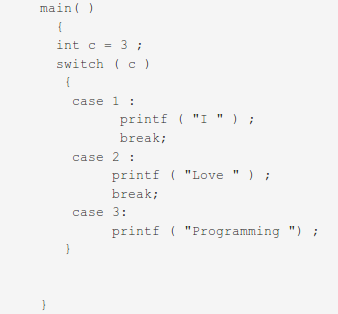 main( )
{
int c = 3 ;
switch ( c )
{
case 1 :
printf ( "I " ) ;
break;
case 2 :
printf ( "Love " ) ;
break;
case 3:
printf ( "Programming ") ;
}
}